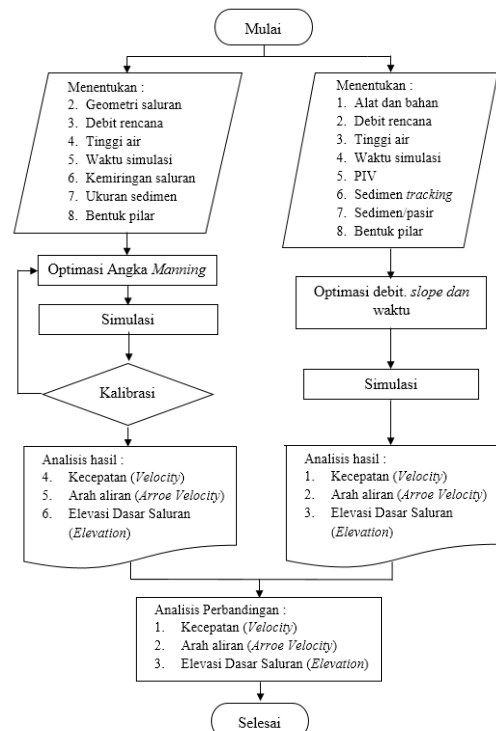 Mulai
Menentukan :
2. Geometri saluran
3. Debit rencana
4. Tinggi air
5. Waktu simulasi
6. Kemiringan saluran
7. Ukuran sedimen
8. Bentuk pilar
Optimasi Angka Manning
Simulasi
Kalibrasi
Analisis hasil :
4. Kecepatan (Velocity)
5. Arah aliran (Arroe Velocity)
6. Elevasi Dasar Saluran
(Elevation)
Menentukan :
1. Alat dan bahan
2. Debit rencana
3. Tinggi air
4. Waktu simulasi
5. PIV
6. Sedimen tracking
7. Sedimen/pasir
8. Bentuk pilar
Optimasi debit. slope dan
waktu
Simulasi
Analisis hasil :
1. Kecepatan (Velocity)
2. Arah aliran (Arroe Velocity)
3. Elevasi Dasar Saluran
(Elevation)
Analisis Perbandingan :
1. Kecepatan (Velocity)
2. Arah aliran (Arroe Velocity)
3. Elevasi Dasar Saluran (Elevation)
Selesai